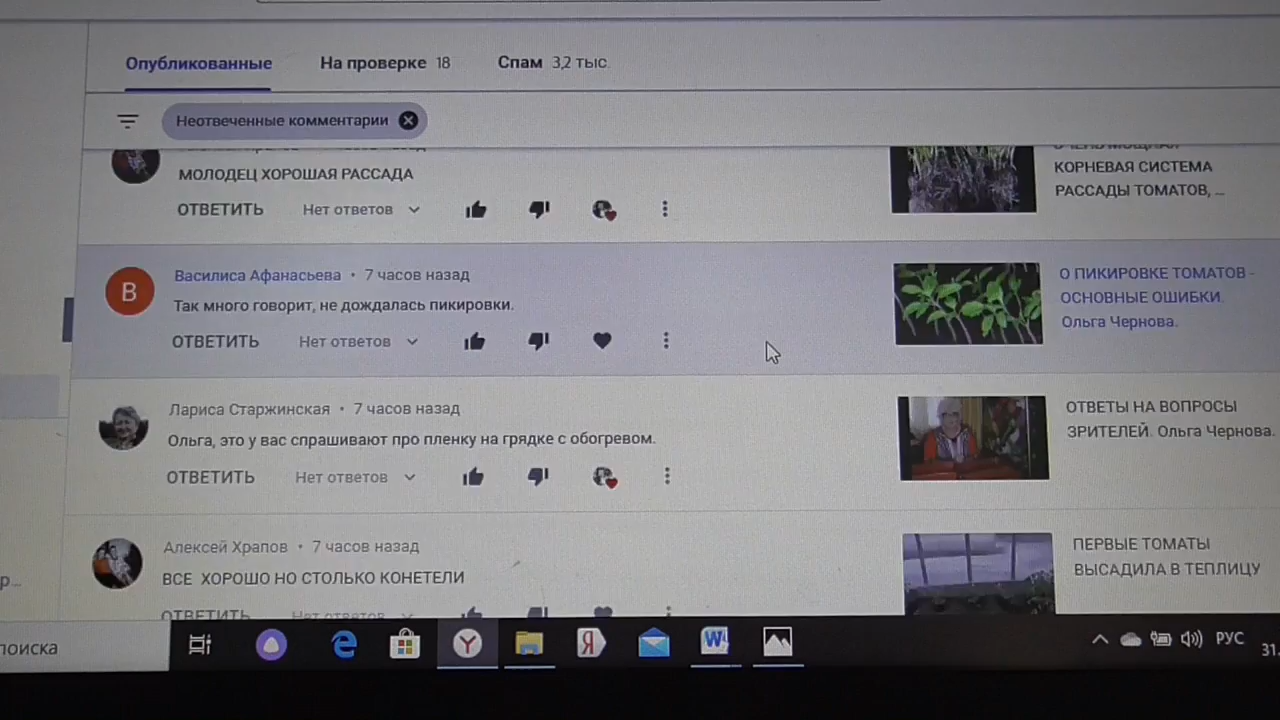 Опубликованные На проверке 18 Спам 3,2 тыс.
Неотвеченные комментарии
МОЛОДЕЦ ХОРОШАЯ РАССАДА
ОТВЕТИТЬ Нет ответов
КОРНЕВАЯ СИСТЕМА
РАССАДЫ ТОМАТОВ, ...
В
Василиса Афанасьева • 7 часов назад
Так много говорит, не дождалась пикировки.
ОТВЕТИТЬ Нет ответов
О ПИКИРОВКЕ ТОМАТОВ -
ОСНОВНЫЕ ОШИБКИ.
Ольга Чернова.
Лариса Старжинская • 7 часов назад
Ольга, это у вас спрашивают про пленку на грядке с обогревом.
ОТВЕТИТЬ Нет ответов
ОТВЕТЫ НА ВОПРОСЫ
ЗРИТЕЛЕЙ. Ольга Чернова.
Алексей Храпов • 7 часов назад
ВСЕ ХОРОШО НО СТОЛЬКО КОНЕТЕЛИ
ОТВЕТИТЬ Нет ответов
ПЕРВЫЕ ТОМАТЫ
ВЫСАДИЛА В ТЕПЛИЦУ
р...
поиска
РУС
31.